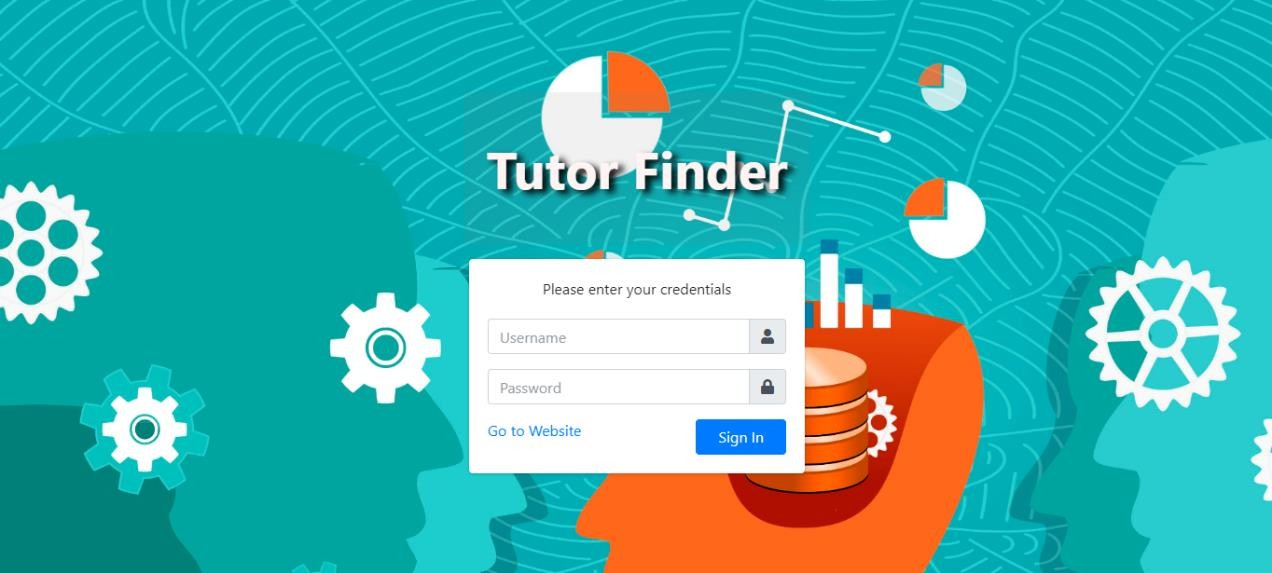 Tutor Finder
Please enter your credentials
Username
Password
Go to Website
Sign In